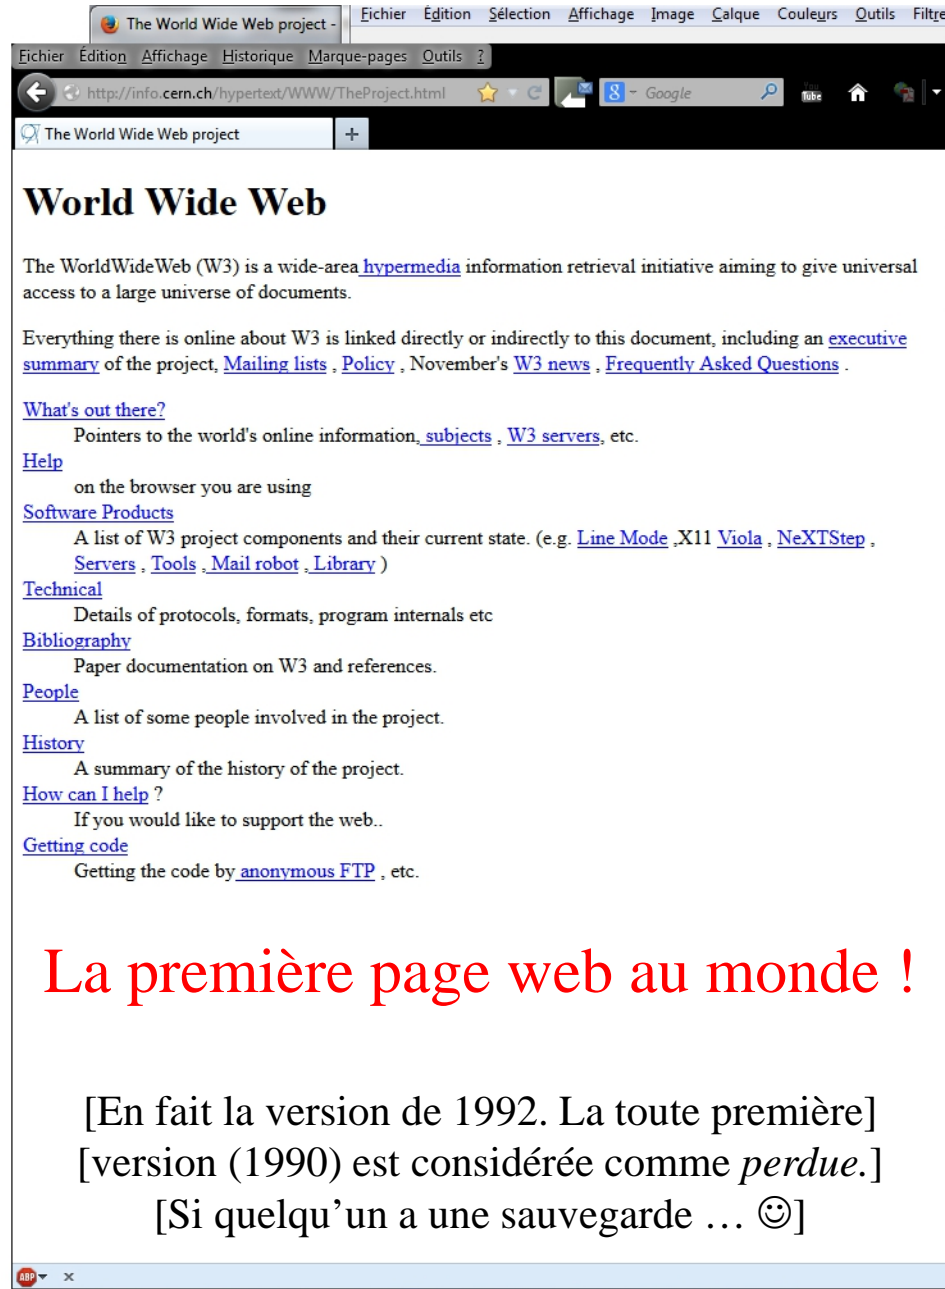 The World Wide Web project -
Fichier Edition Sélection Affichage Image Calque Couleurs Outils Filtre
Fichier Édition Affichage Historique Marque-pages Outils ?
http://info.cern.ch/hypertext/WWW/TheProject.html
8 Google
You Tube
The World Wide Web project +
World Wide Web
The WorldWideWeb (W3) is a wide-area hypermedia information retrieval initiative aiming to give universal
access to a large universe of documents.
Everything there is online about W3 is linked directly or indirectly to this document, including an executive
summary of the project, Mailing lists , Policy , November's W3 news , Frequently Asked Questions .
What's out there?
Pointers to the world's online information, subjects , W3 servers, etc.
Help
on the browser you are using
Software Products
A list of W3 project components and their current state. (e.g. Line Mode ,X11 Viola , NeXTStep ,
Servers , Tools , Mail robot , Library )
Technical
Details of protocols, formats, program internals etc
Bibliography
Paper documentation on W3 and references.
People
A list of some people involved in the project.
History
A summary of the history of the project.
How can I help ?
If you would like to support the web..
Getting code
Getting the code by anonymous FTP , etc.
La première page web au monde !
[En fait la version de 1992. La toute première]
[version (1990) est considérée comme perdue.]
[Si quelqu’un a une sauvegarde … ☺]
ABP x